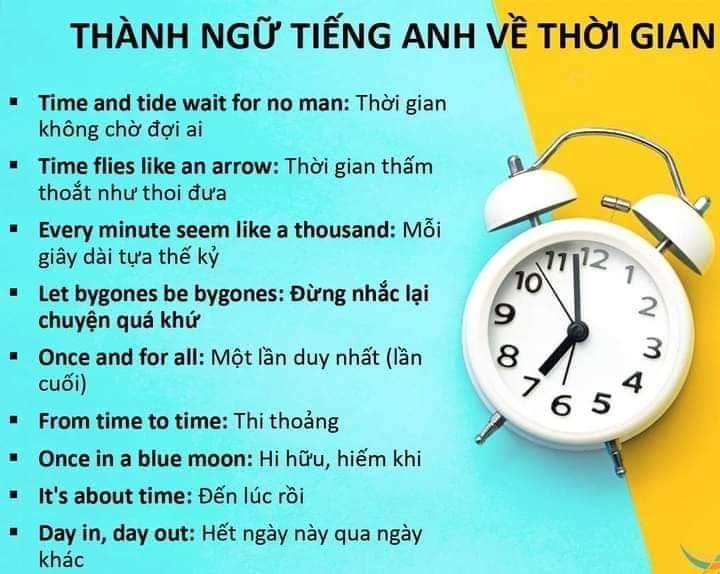 THÀNH NGỮ TIẾNG ANH VỀ THỜI GIAN
▪ Time and tide wait for no man: Thời gian
không chờ đợi ai
▪ Time flies like an arrow: Thời gian thấm
thoắt như thoi đưa
▪ Every minute seem like a thousand: Mỗi
giây dài tựa thế kỷ
▪ Let bygones be bygones: Đừng nhắc lại
chuyện quá khứ
▪ Once and for all: Một lần duy nhất (lần
cuối)
▪ From time to time: Thi thoảng
▪ Once in a blue moon: Hi hữu, hiếm khi
▪ It's about time: Đến lúc rồi
▪ Day in, day out: Hết ngày này qua ngày
khác
11 12 1
10 2
9 3
8 4
7 6 5